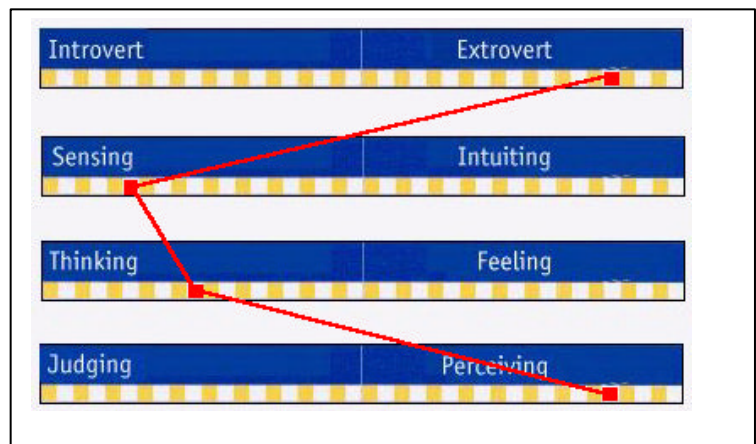 Introvert Extrovert
Sensing Intuiting
Thinking Feeling
Judging Perceiving